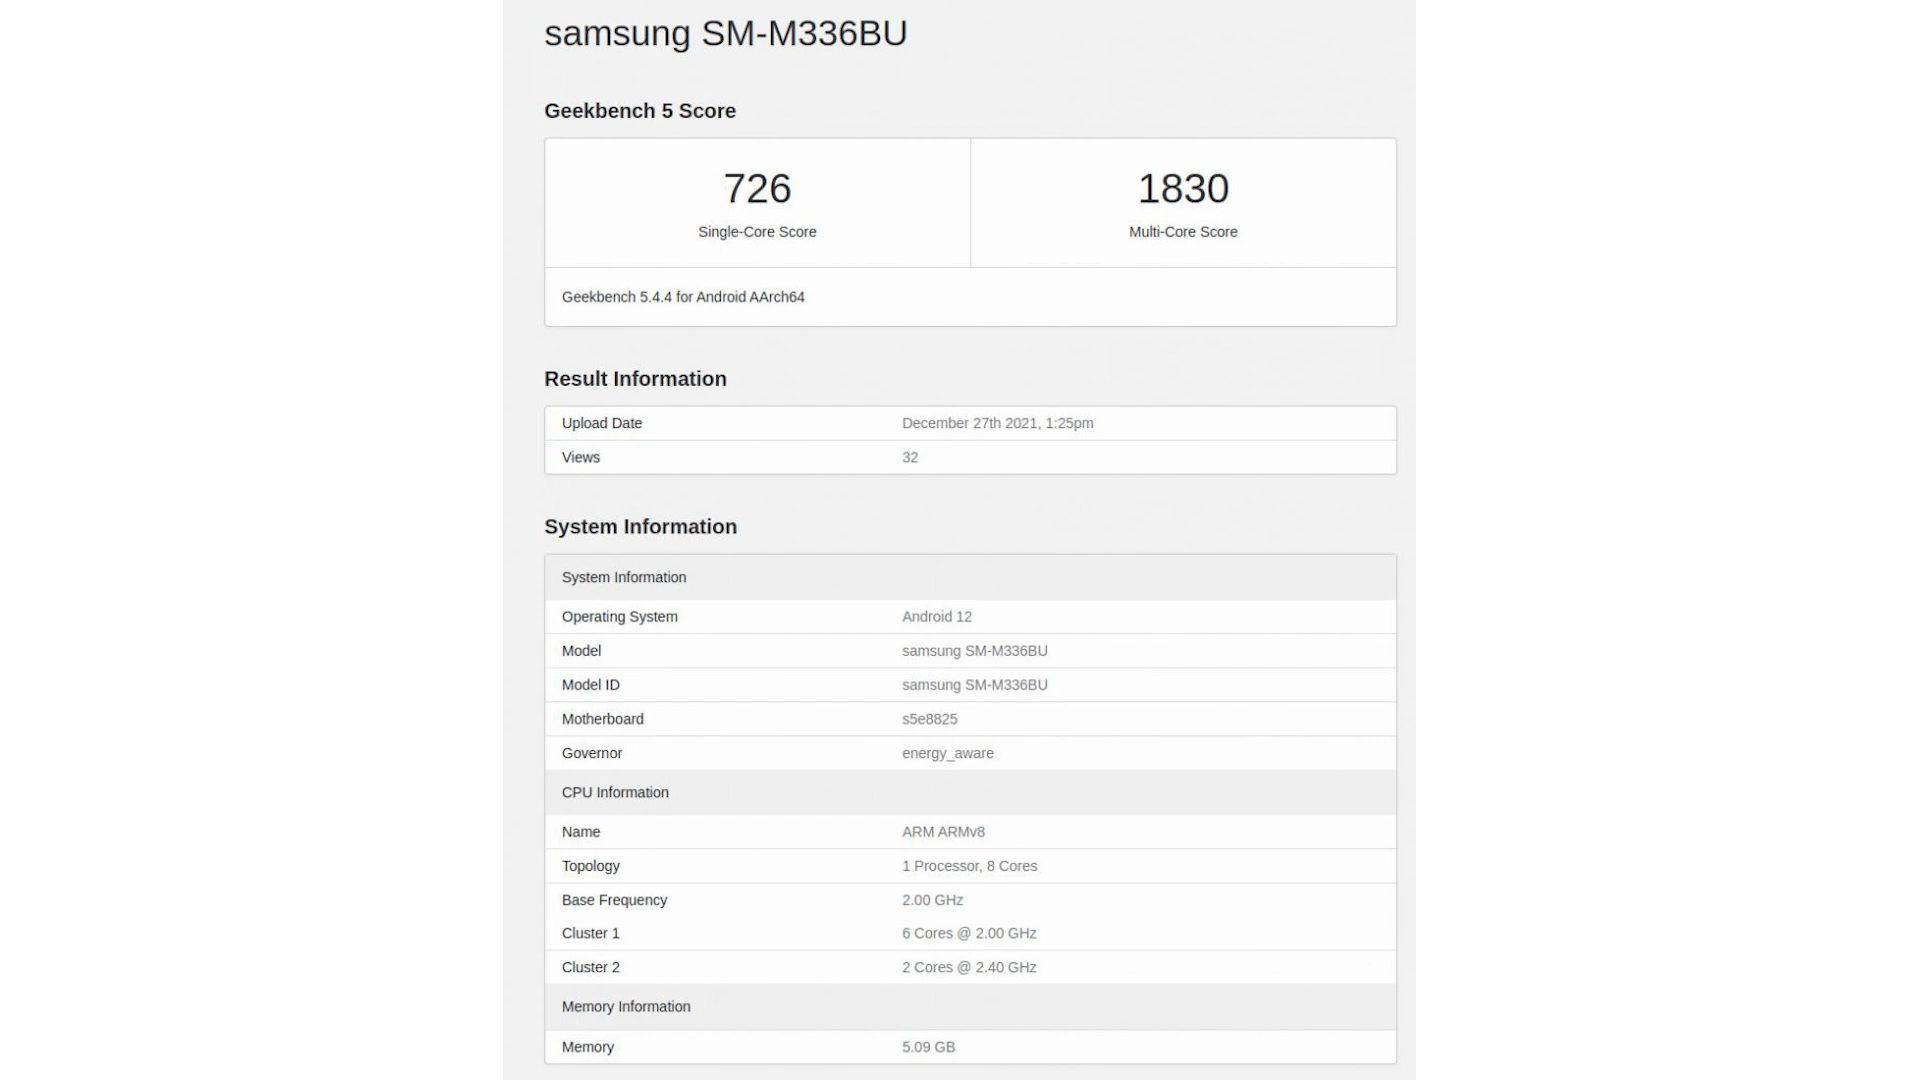 samsung SM-M336BU
Geekbench 5 Score
726
Single-Core Score
1830
Multi-Core Score
Geekbench 5.4.4 for Android AArch64
Result Information
Upload Date December 27th 2021, 1:25pm
Views 32
System Information
System Information
Operating System Android 12
Model samsung SM-M336BU
Model ID samsung SM-M336BU
Motherboard s5e8825
Governor energy_aware
CPU Information
Name ARM ARMv8
Topology 1 Processor, 8 Cores
Base Frequency 2.00 GHz
Cluster 1 6 Cores @ 2.00 GHz
Cluster 2 2 Cores @ 2.40 GHz
Memory Information
Memory 5.09 GB